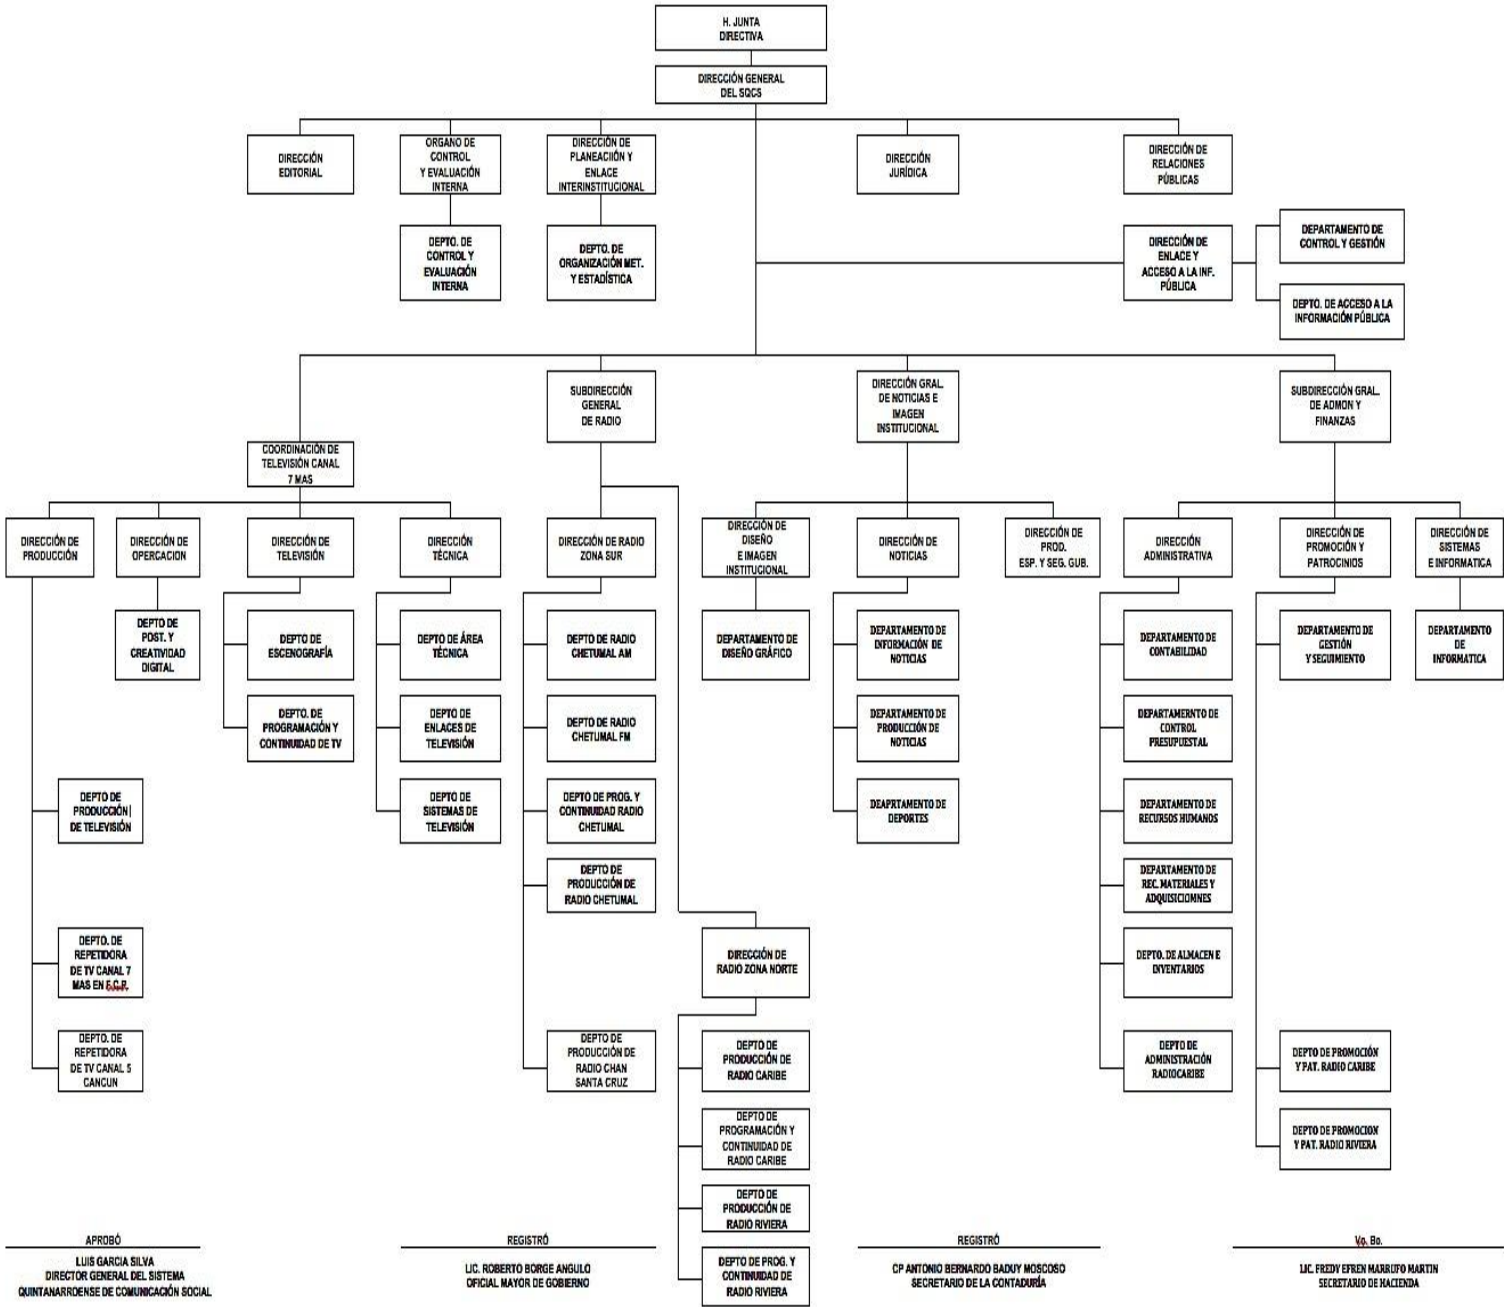 H. JUNTA
DIRECTIVA
DIRECCIÓN GENERAL
DEL SQCS
DIRECCIÓN
EDITORIAL
ORGANO DE
CONTROL
Y EVALUACIÓN
INTERNA
DIRECCIÓN DE
PLANEACIIÓN Y
ENLACE
INTERINSTITUCIONAL
DIRECCIÓN
JURÍDICA
DIRECCIÓN DE
RELACIONES
PÚBLICAS
DEPTO. DE
CONTROL Y
EVALUACIÓN
INTERNA
DEPTO. DE
ORGANIZACIÓN MET.
Y ESTADÍSTICA
DIRECCIÓN DE
ENLACE Y
ACCESO A LA INF.
PÚBLICA
DEPARTAMENTO DE
CONTROL Y GESTIÓN
DEPTO. DE ACCESO A LA
INFORMACIÓN PÚBLICA
COORDINACIÓN DE
TELEVISIÓN CANAL
7 MAS
SUBDIRECCIÓN
GENERAL
DE RADIO
DIRECCIÓN GRAL.
DE NOTICIAS E
IMAGEN
INSTITUCIONAL
SUBDIRECCIÓN GRAL.
DE ADMON Y
FINANZAS
DIRECCIÓN DE
PRODUCCIÓN
DIRECCIÓN DE
OPERCACION
DIRECCIÓN DE
TELEVISIÓN
DIRECCIÓN
TÉCNICA
DIRECCIÓN DE RADIO
ZONA SUR
DIRECCIÓN DE
DISEÑO
E IMAGEN
INSTITUCIONAL
DIRECCIÓN DE
NOTICIAS
DIRECCIÓN DE
PROD.
ESP. Y SEG. GUB.
DIRECCIÓN
ADMINISTRATIVA
DIRECCIÓN DE
PROMOCIÓN Y
PATROCINIOS
DIRECCIÓN DE
SISTEMAS
E INFORMATICA
DEPTO DE
POST. Y
CREATIVIDAD
DIGITAL
DEPTO DE
ESCENOGRAFÍA
DEPTO DE ÁREA
TÉCNICA
DEPTO DE RADIO
CHETUMAL AM
DEPARTAMENTO DE
DISEÑO GRÁFICO
DEPARTAMENTO DE
INFORMACIÓN DE
NOTICIAS
DEPARTAMENTO DE
CONTABILIDAD
DEPARTAMENTO DE
GESTIÓN
Y SEGUIMIENTO
DEPARTAMENTO
DE
INFORMATICA
DEPTO. DE
PROGRAMACIÓN Y
CONTINUIDAD DE TV
DEPTO DE
ENLACES DE
TELEVISIÓN
DEPTO DE RADIO
CHETUMAL FM
DEPARTAMENTO DE
PRODUCCIÓN DE
NOTICIAS
DEPARTAMERNTO DE
CONTROL
PRESUPUESTAL
DEPTO DE
PRODUCCIÓN
DE TELEVISIÓN
DEPTO DE
SISTEMAS DE
TELEVISIÓN
DEPTO DE PROG. Y
CONTINUIDAD RADIO
CHETUMAL
DEAPRTAMENTO DE
DEPORTES
DEPARTAMENTO DE
RECURSOS HUMANOS
DEPTO DE
PRODUCCIÓN DE
RADIO CHETUMAL
DEPARTAMENTO DE
REC. MATERIALES Y
ADQUISICIOMNES
DEPTO. DE
REPETIDORA
DE TV CANAL 7
MAS EN F.C.P.
DIRECCIÓN DE
RADIO ZONA NORTE
DEPTO. DE ALMACEN E
INVENTARIOS
DEPTO. DE
REPETIDORA
DE TV CANAL 5
CANCUN
DEPTO DE
PRODUCCIÓN DE
RADIO CHAN
SANTA CRUZ
DEPTO DE
PRODUCCIÓN DE
RADIO CARIBE
DEPTO DE
ADMINISTRACIÓN
RADIOCARIBE
DEPTO DE PROMOCIÓN
Y PAT. RADIO CARIBE
DEPTO DE
PROGRAMACIÓN Y
CONTINUIDAD DE
RADIO CARIBE
DEPTO DE PROMOCION
Y PAT. RADIO RIVIERA
DEPTO DE
PRODUCCIÓN DE
RADIO RIVIERA
DEPTO DE PROG. Y
CONTINUIDAD DE
RADIO RIVIERA
APROBÓ
LUIS GARCIA SILVA
DIRECTOR GENERAL DEL SISTEMA
QUINTANARROENSE DE COMUNICACIÓN SOCIAL
REGISTRÓ
LIC. ROBERTO BORGE ANGULO
OFICIAL MAYOR DE GOBIERNO
REGISTRÓ
CP ANTONIO BERNARDO BADUY MOSCOSO
SECRETARIO DE LA CONTADURÍA
Vo. Bo.
LIC. FREDY EFREN MARRUFO MARTIN
SECRETARIO DE HACIENDA